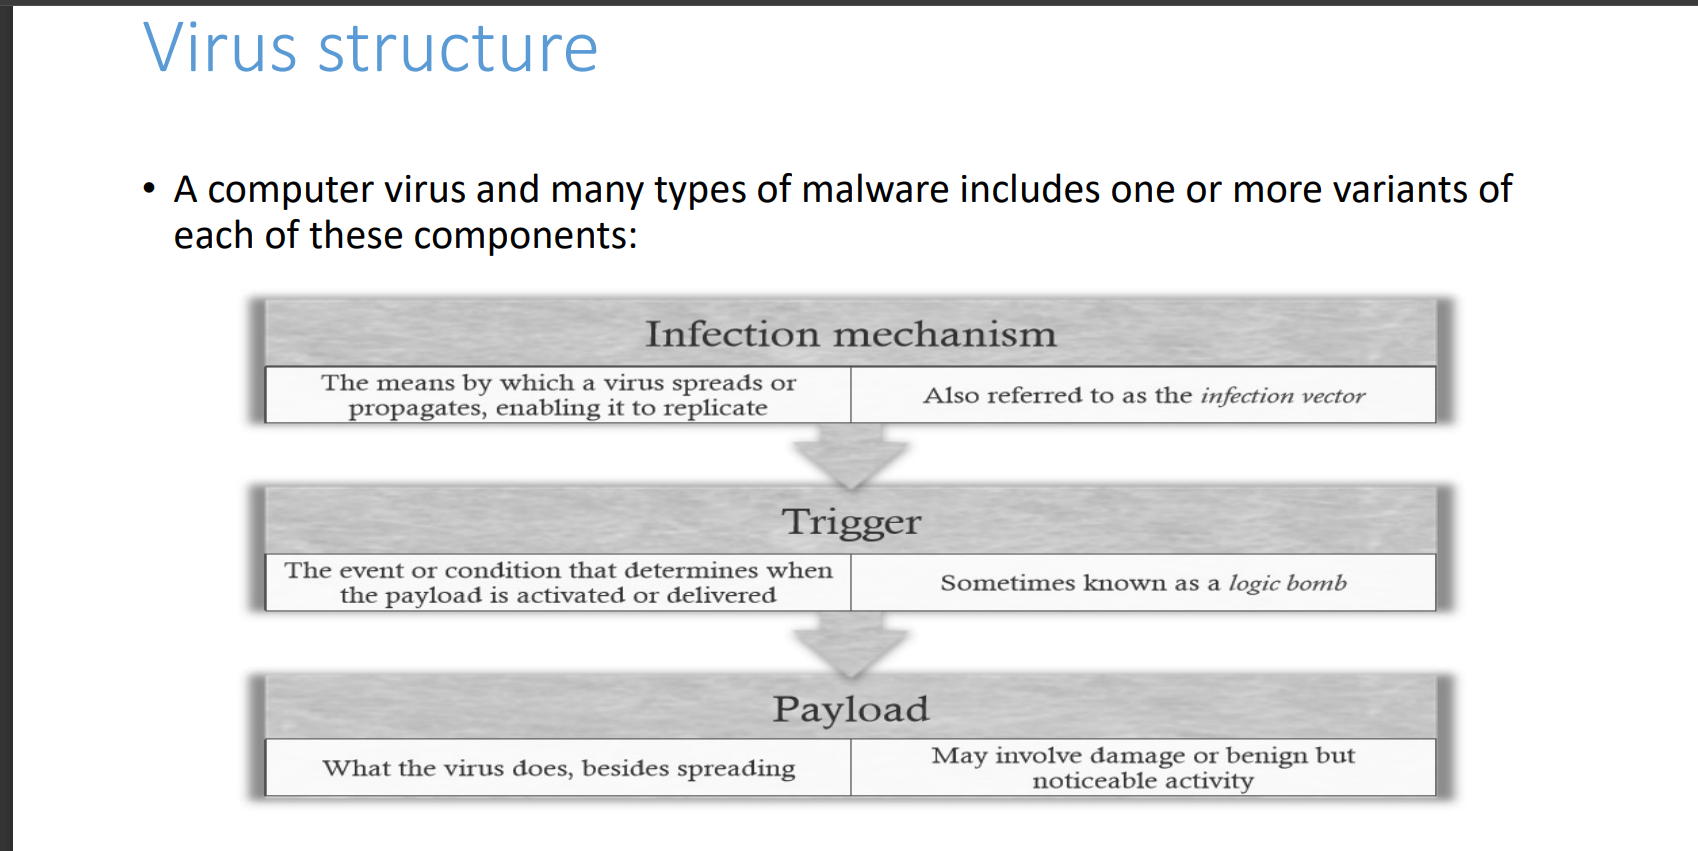 Virus structure
• A computer virus and many types of malware includes one or more variants of
each of these components:
Infection mechanism
The means by which a virus spreads or
propagates, enabling it to replicate
Also referred to as the infection vector
Trigger
The event or condition that determines when
the payload is activated or delivered
Sometimes known as a logic bomb
Payload
What the virus does, besides spreading
May involve damage or benign but
noticeable activity